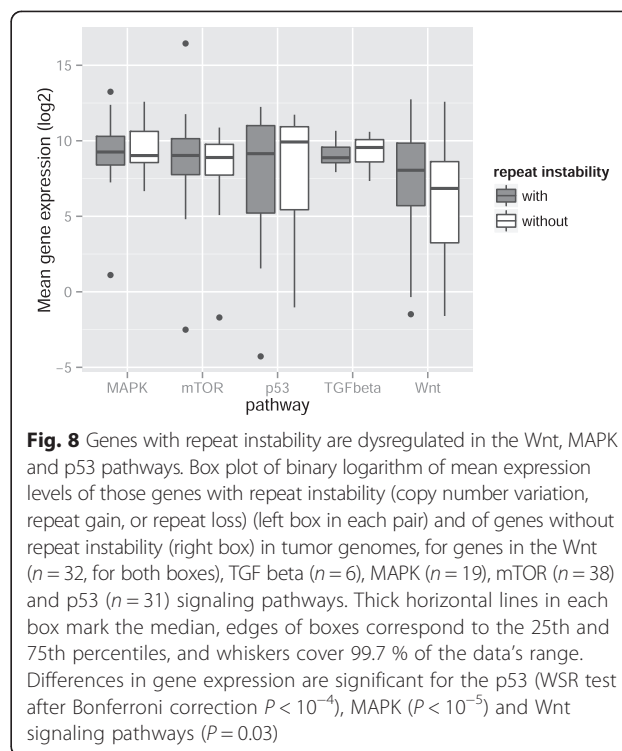 15
10
5
0
−5
Mean gene expression (log2)
MAPK mTOR p53 TGFbeta Wnt
pathway
repeat instability
with
without
Fig. 8 Genes with repeat instability are dysregulated in the Wnt, MAPK
and p53 pathways. Box plot of binary logarithm of mean expression
levels of those genes with repeat instability (copy number variation,
repeat gain, or repeat loss) (left box in each pair) and of genes without
repeat instability (right box) in tumor genomes, for genes in the Wnt
(n = 32, for both boxes), TGF beta (n = 6), MAPK (n = 19), mTOR (n = 38)
and p53 (n = 31) signaling pathways. Thick horizontal lines in each
box mark the median, edges of boxes correspond to the 25th and
75th percentiles, and whiskers cover 99.7 % of the data’s range.
Differences in gene expression are significant for the p53 (WSR test
after Bonferroni correction P < 10⁻⁴), MAPK (P < 10⁻⁵) and Wnt
signaling pathways (P = 0.03)